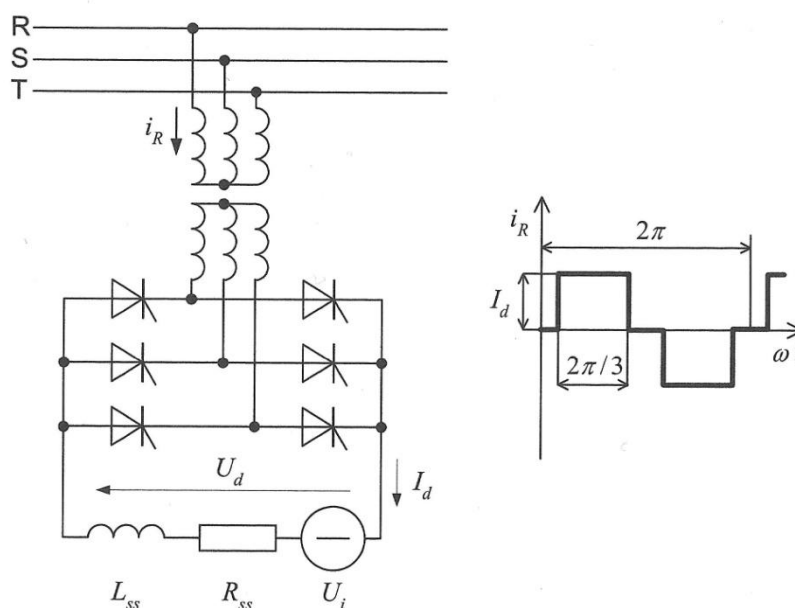 R
S
T
i_R
U_d
I_d
L_ss
R_ss
U_i
i_R
2π
I_d
2π/3
ω